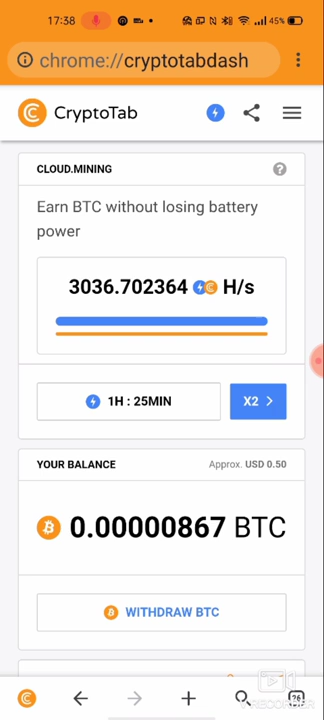 17:38
45%
chrome://cryptotabdash
CryptoTab
CLOUD.MINING
Earn BTC without losing battery
power
3036.702364 H/s
1H : 25MIN
X2 >
YOUR BALANCE
Approx. USD 0.50
0.00000867 BTC
WITHDRAW BTC
RECORDER